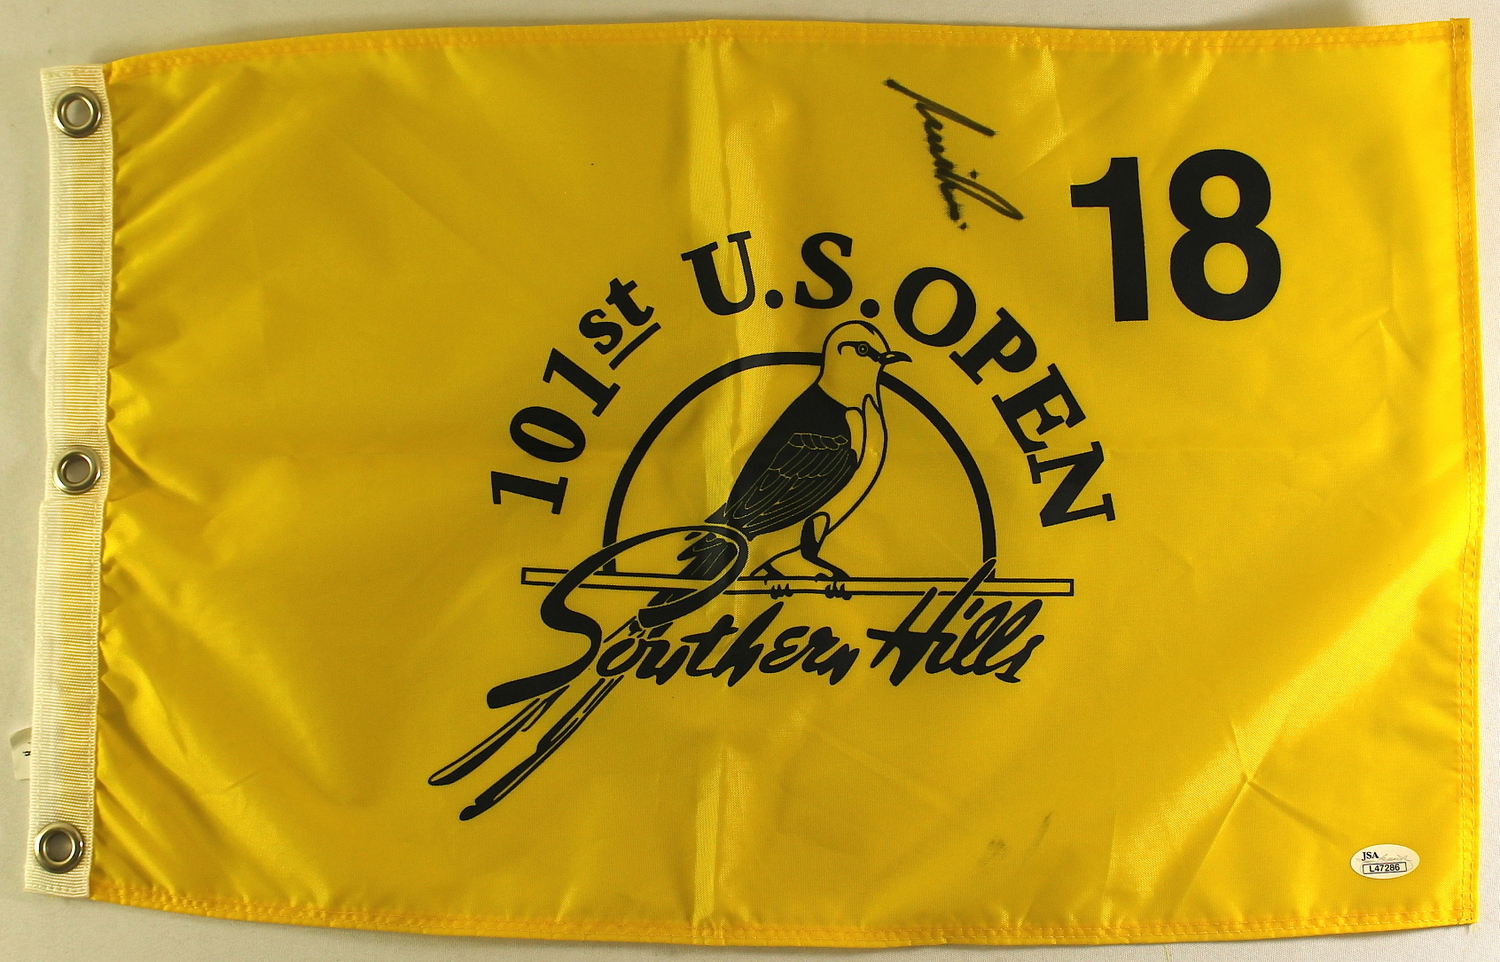 18
101st U.S. OPEN
Southern Hills
JSA
L47286